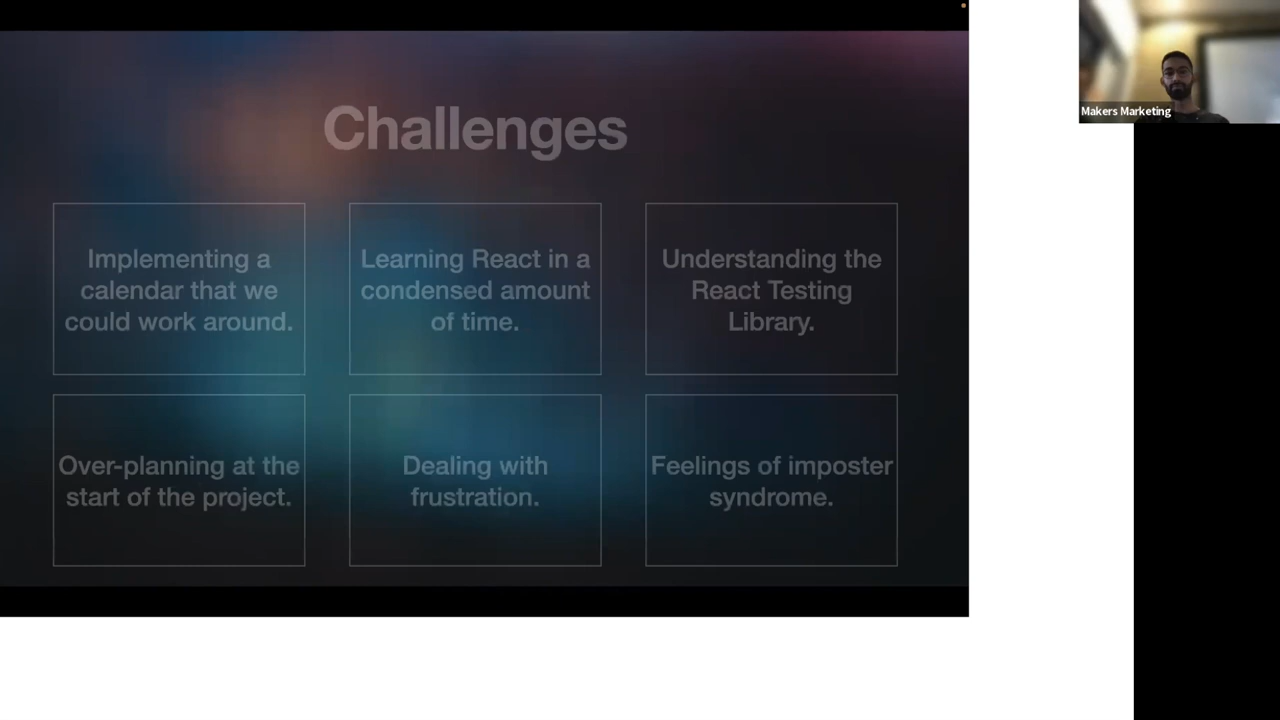 Challenges
Implementing a
calendar that we
could work around.
Learning React in a
condensed amount
of time.
Understanding the
React Testing
Library.
Over-planning at the
start of the project.
Dealing with
frustration.
Feelings of imposter
syndrome.
Makers Marketing